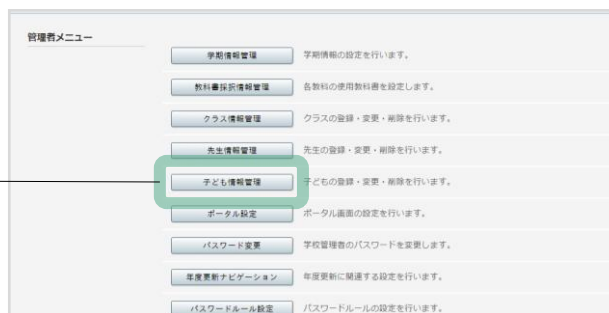 管理者メニュー
学期情報管理 学期情報の設定を行います。
教科書採択情報管理 各教科の使用教科書を設定します。
クラス情報管理 クラスの登録・変更・削除を行います。
先生情報管理 先生の登録・変更・削除を行います。
子ども情報管理 子どもの登録・変更・削除を行います。
ポータル設定 ポータル画面の設定を行います。
パスワード変更 学校管理者のパスワードを変更します。
年度更新ナビゲーション 年度更新に関連する設定を行います。
パスワードルール設定 パスワードルールの設定を行います。